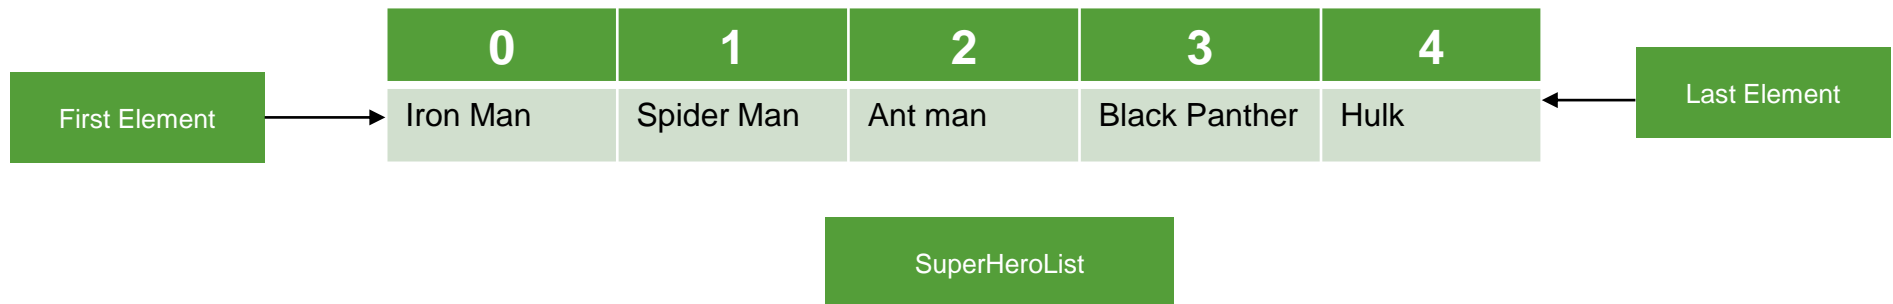 0 1 2 3 4
First Element
Iron Man Spider Man Ant man Black Panther Hulk
Last Element
SuperHeroList